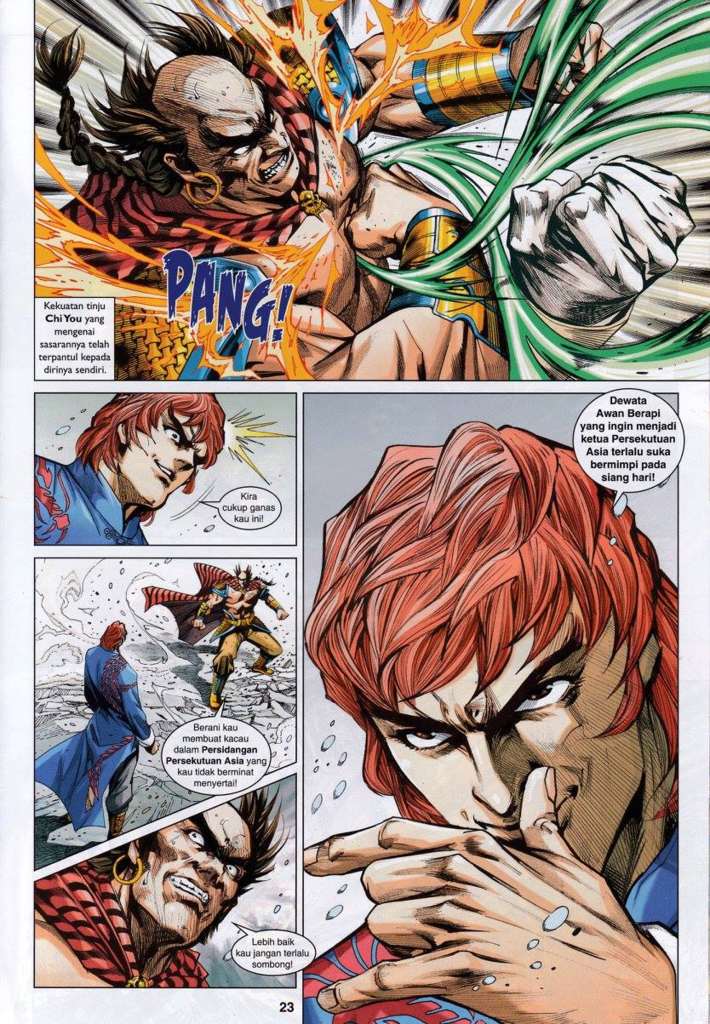 PANG!
Kekuatan tinju
Chi You yang
mengenai
sasarannya telah
terpantul kepada
dirinya sendiri.
Kira
cukup ganas
kau ini!
Dewata
Awan Berapi
yang ingin menjadi
ketua Persekutuan
Asia terlalu suka
bermimpi pada
siang hari!
Berani kau
membuat kacau
dalam Persidangan
Persekutuan Asia yang
kau tidak berminat
menyertai!
Lebih baik
kau jangan terlalu
sombong!
23